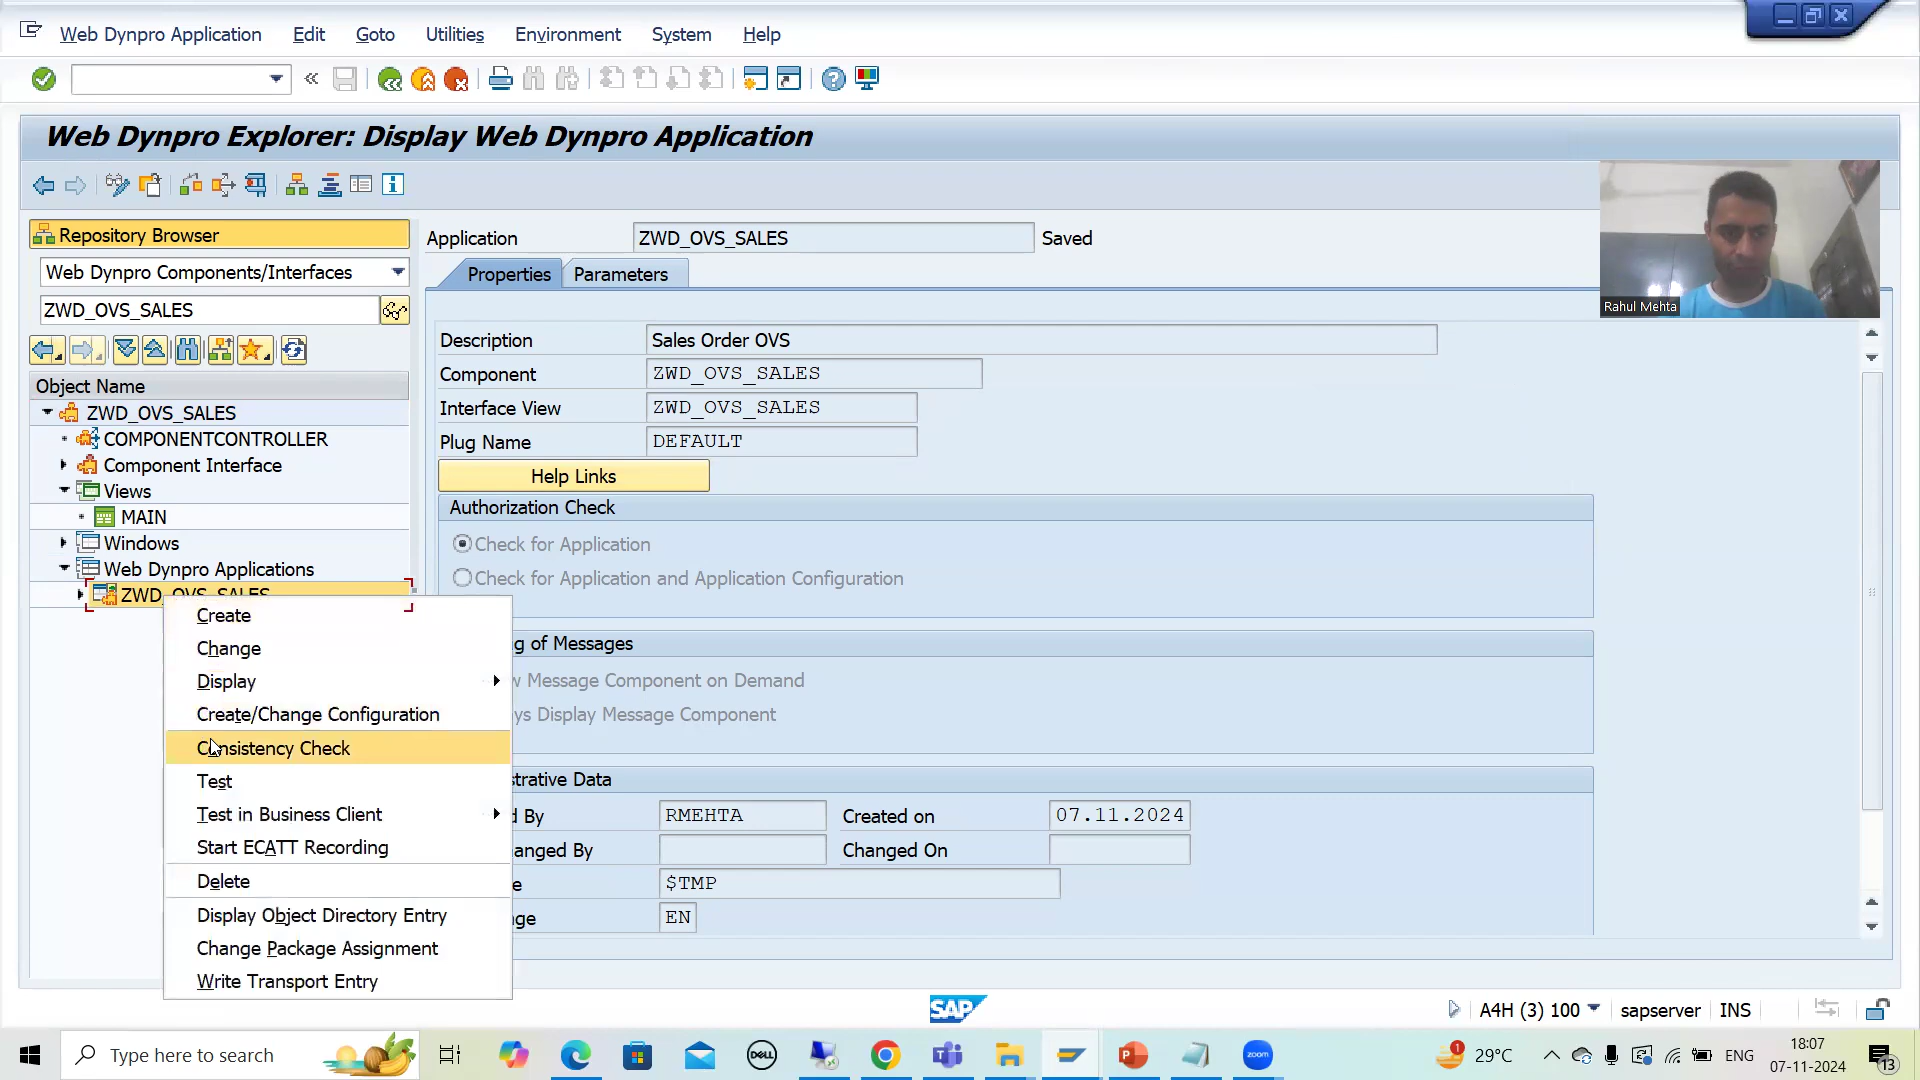 Web Dynpro Application Edit Goto Utilities Environment System Help
Web Dynpro Explorer: Display Web Dynpro Application
Repository Browser
Web Dynpro Components/Interfaces
ZWD_OVS_SALES
Object Name
ZWD_OVS_SALES
COMPONENTCONTROLLER
Component Interface
Views
MAIN
Windows
Web Dynpro Applications
ZWD_OVS_SALES
Create
Change
Display
Create/Change Configuration
Consistency Check
Test
Test in Business Client
Start ECATT Recording
Delete
Display Object Directory Entry
Change Package Assignment
Write Transport Entry
Application ZWD_OVS_SALES Saved
Properties Parameters
Description Sales Order OVS
Component ZWD_OVS_SALES
Interface View ZWD_OVS_SALES
Plug Name DEFAULT
Help Links
Authorization Check
Check for Application
Check for Application and Application Configuration
g of Messages
w Message Component on Demand
ys Display Message Component
strative Data
d By RMEHTA Created on 07.11.2024
anged By Changed On
e $TMP
ge EN
Rahul Mehta
SAP
A4H (3) 100 sapserver INS
Type here to search
DELL
zoom
1
29°C
ENG
18:07
07-11-2024
13